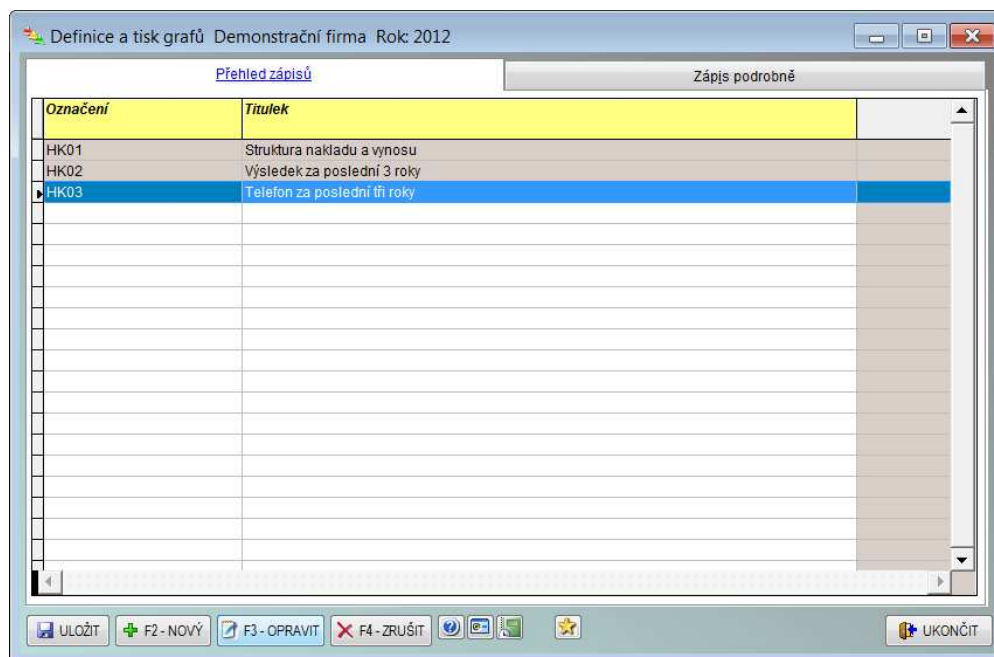 Definice a tisk grafů Demonstrační firma Rok: 2012
Přehled zápisů Zápis podrobně
Označení Titulek
HK01 Struktura nakladu a vynosu
HK02 Výsledek za poslední 3 roky
HK03 Telefon za poslední tři roky
ULOŽIT F2 - NOVÝ F3 - OPRAVIT F4 - ZRUŠIT UKONČIT